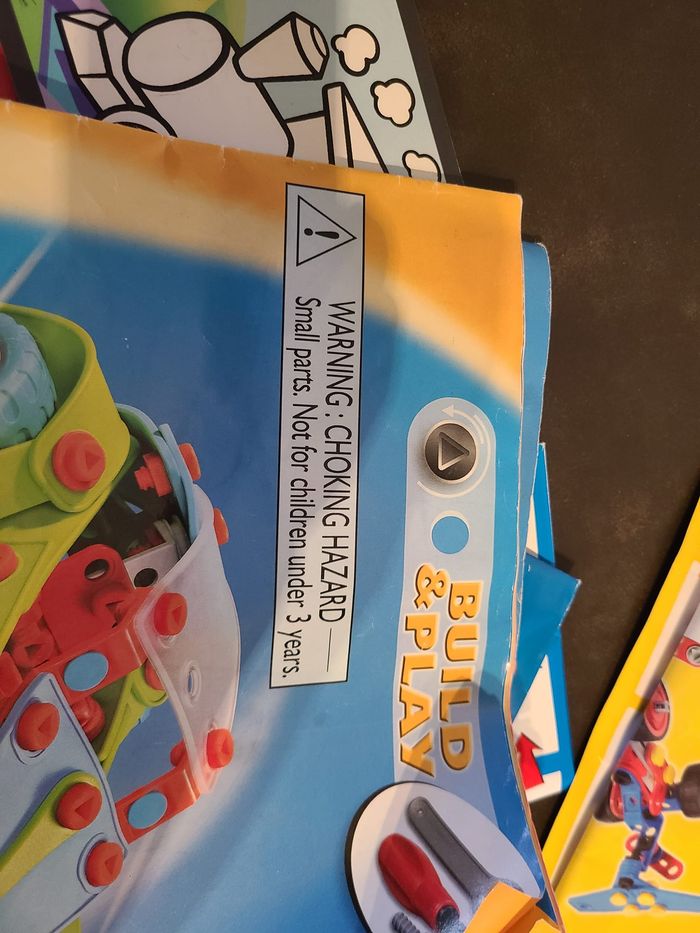 WARNING: CHOKING HAZARD —
Small parts. Not for children under 3 years.
BUILD
& PLAY